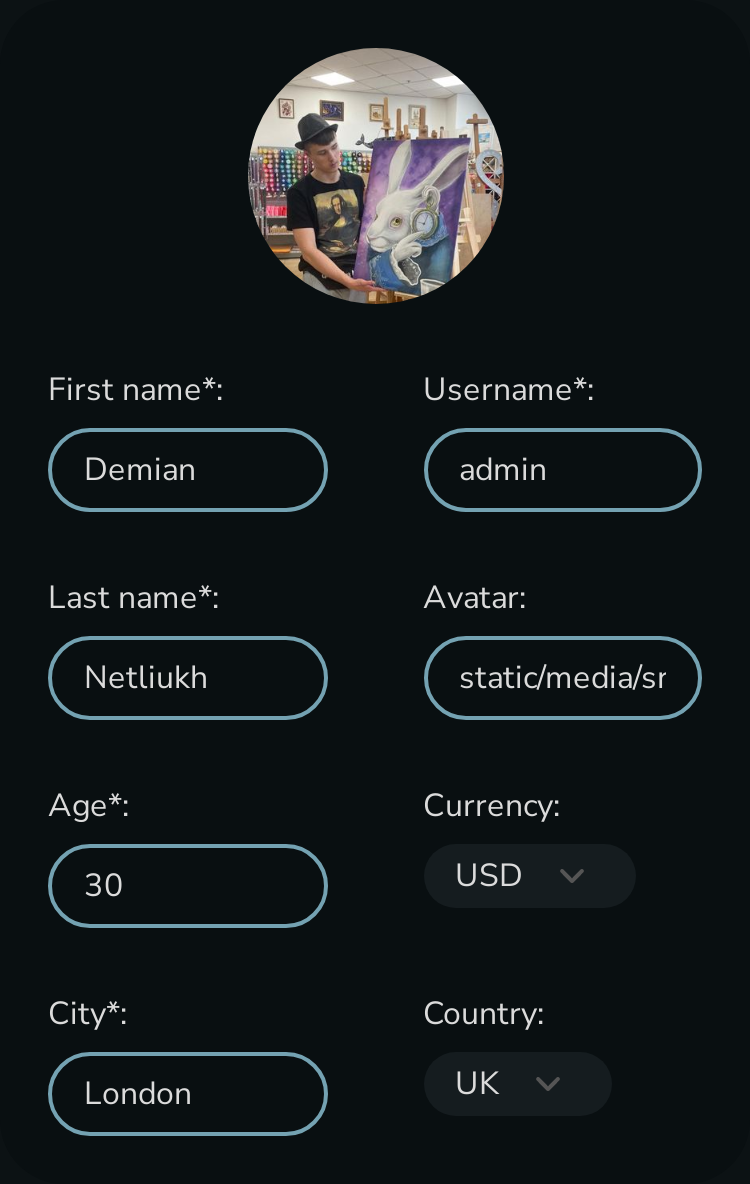 First name*:
Username*:
Demian
admin
Last name*:
Avatar:
Netliukh
static/media/sr
Age*:
Currency:
30
USD
City*:
Country:
London
UK